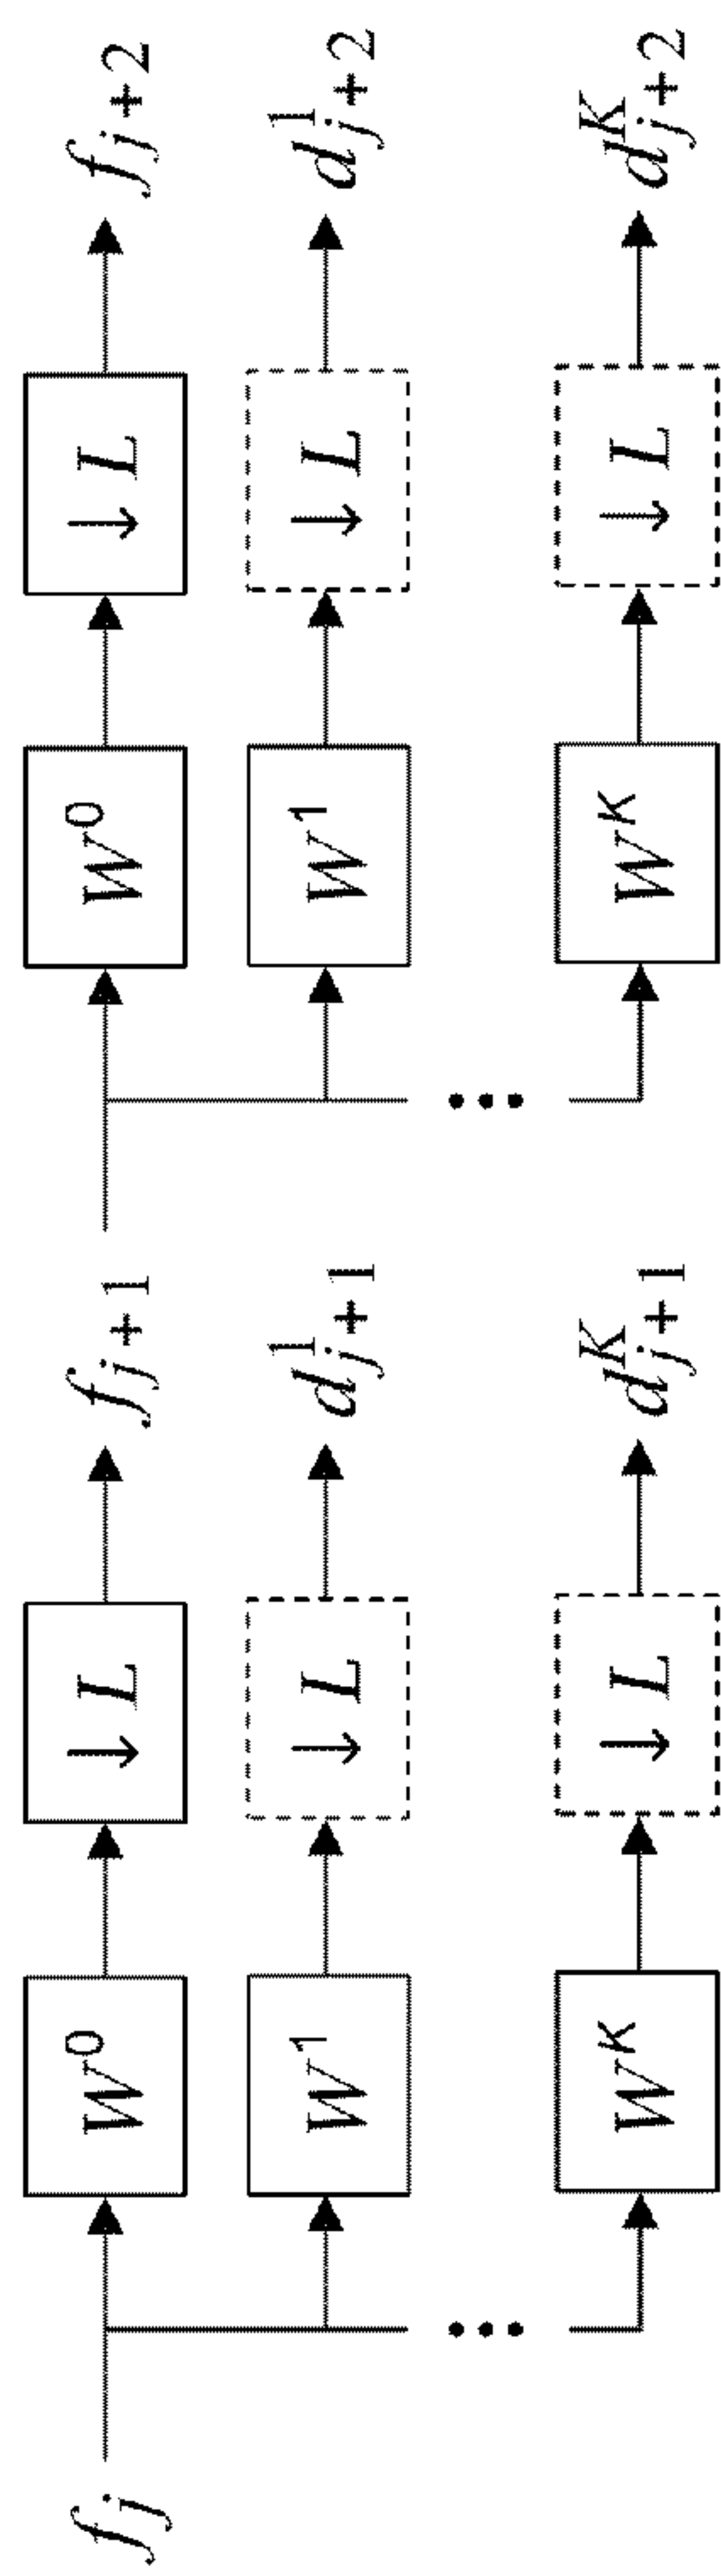 f_j W^0 ↓ L f_{j+1} W^0 ↓ L f_{j+2}
W^1 ↓ L d^1_{j+1} W^1 ↓ L d^1_{j+2}
W^K ↓ L d^K_{j+1} W^K ↓ L d^K_{j+2}